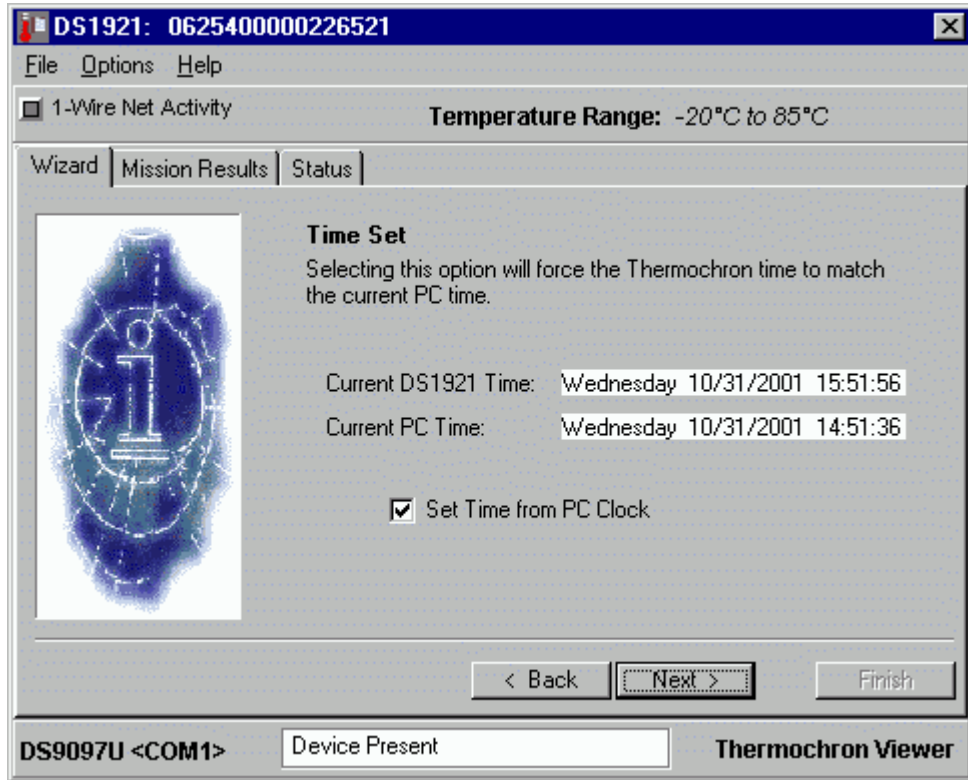 DS1921: 0625400000226521
File Options Help
1-Wire Net Activity
Temperature Range: -20°C to 85°C
Wizard Mission Results Status
Time Set
Selecting this option will force the Thermochron time to match
the current PC time.
Current DS1921 Time: Wednesday 10/31/2001 15:51:56
Current PC Time: Wednesday 10/31/2001 14:51:36
Set Time from PC Clock
< Back Next > Finish
DS9097U <COM1> Device Present Thermochron Viewer